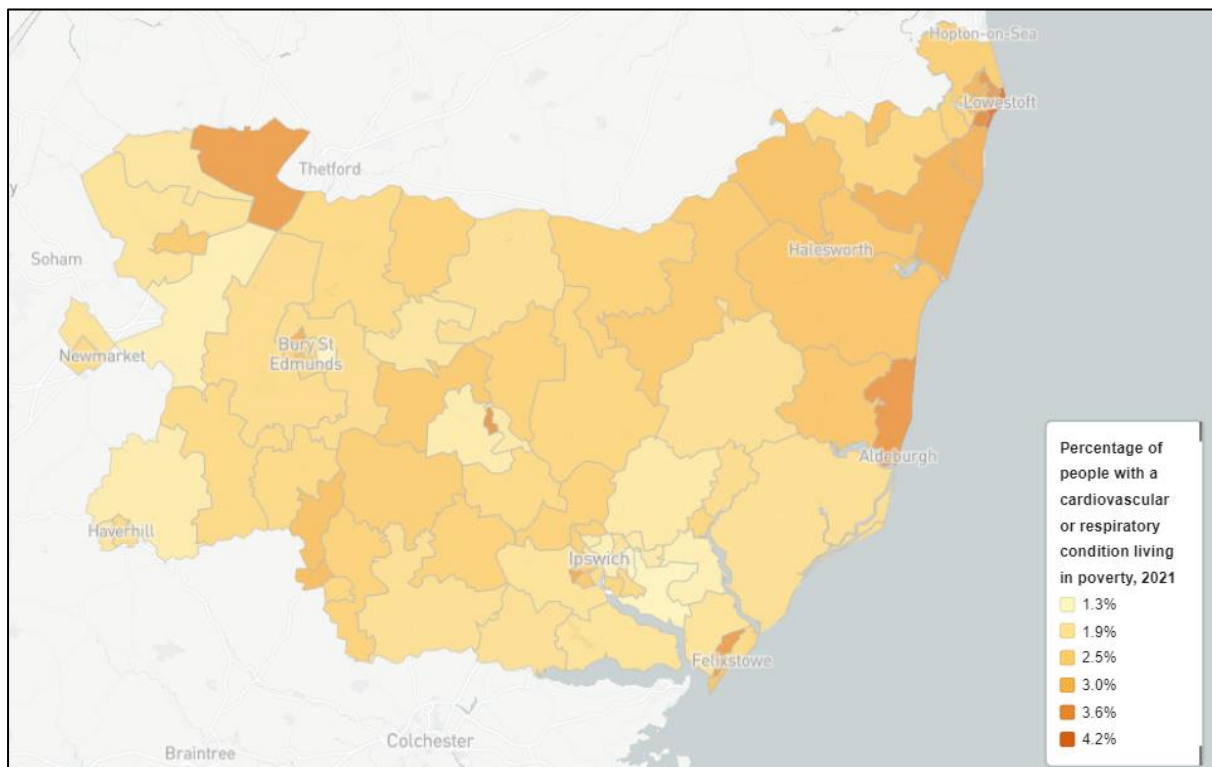 Hopton-on-Sea
Lowestoft
Thetford
Halesworth
Soham
Newmarket
Bury St
Edmunds
Aldeburgh
Haverhill
Ipswich
Felixstowe
Colchester
Braintree
Percentage of
people with a
cardiovascular
or respiratory
condition living
in poverty, 2021
1.3%
1.9%
2.5%
3.0%
3.6%
4.2%